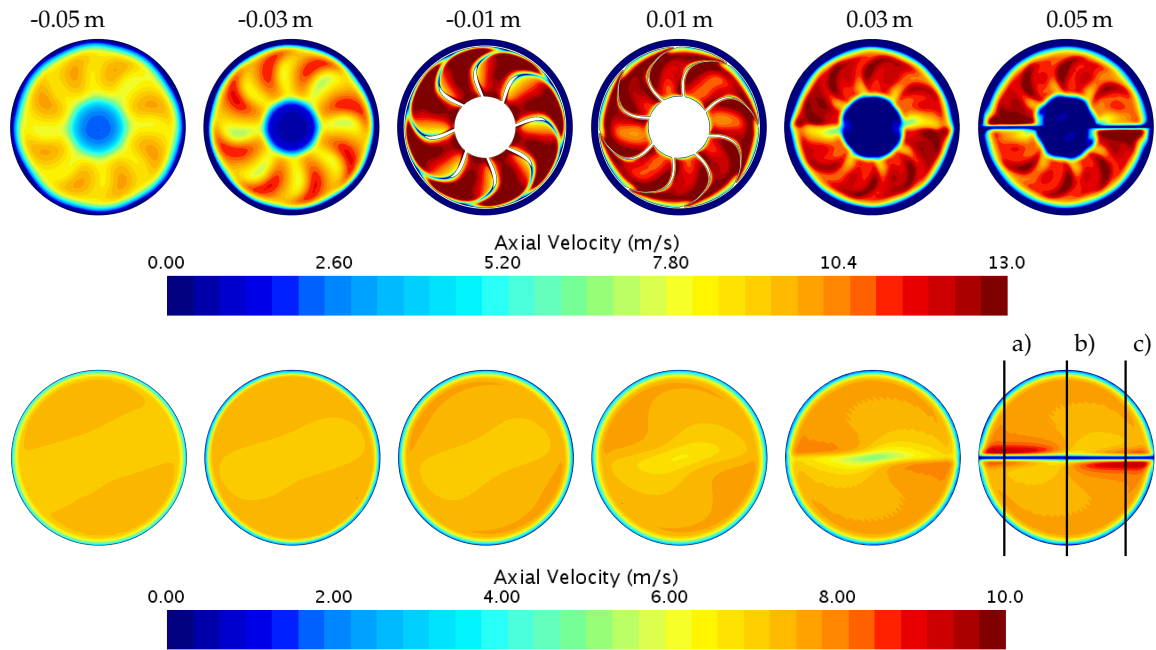 -0.05 m -0.03 m -0.01 m 0.01 m 0.03 m 0.05 m
Axial Velocity (m/s)
0.00 2.60 5.20 7.80 10.4 13.0
a) b) c)
Axial Velocity (m/s)
0.00 2.00 4.00 6.00 8.00 10.0